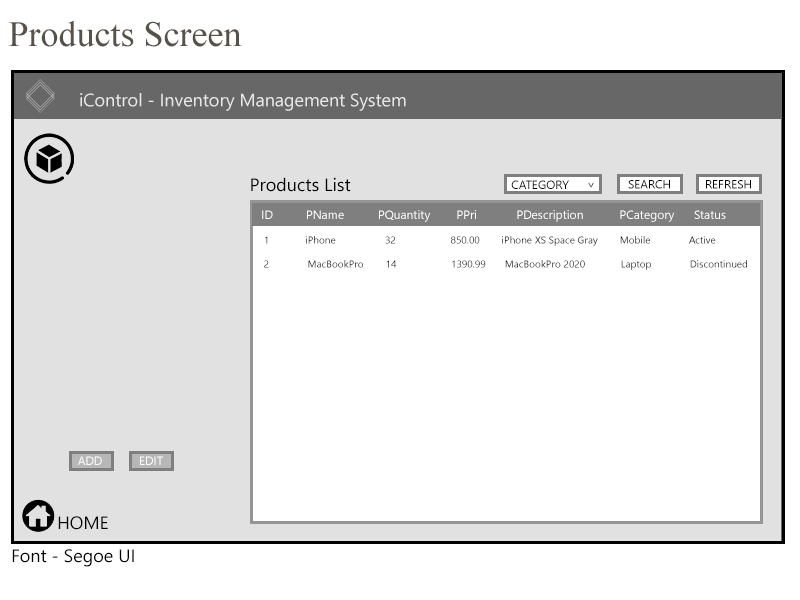 Products Screen
iControl - Inventory Management System
Products List CATEGORY v SEARCH REFRESH
ID PName PQuantity PPri PDescription PCategory Status
1 iPhone 32 850.00 iPhone XS Space Gray Mobile Active
2 MacBookPro 14 1390.99 MacBookPro 2020 Laptop Discontinued
ADD EDIT
HOME
Font - Segoe UI